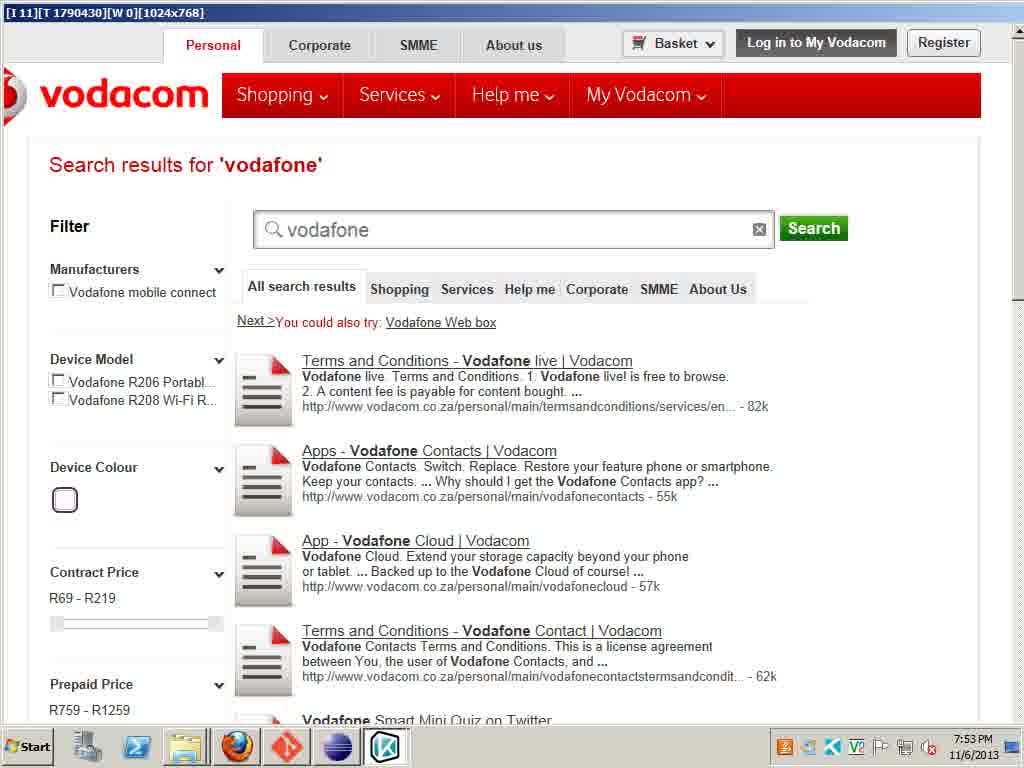 [I 11][T 1790430][W 0][1024x768]
Personal Corporate SMME About us Basket Log in to My Vodacom Register
vodacom Shopping Services Help me My Vodacom
Search results for 'vodafone'
Filter
vodafone Search
Manufacturers
Vodafone mobile connect
All search results Shopping Services Help me Corporate SMME About Us
Next >You could also try: Vodafone Web box
Device Model
Vodafone R206 Portabl...
Vodafone R208 Wi-Fi R...
Terms and Conditions - Vodafone live | Vodacom
Vodafone live. Terms and Conditions. 1. Vodafone live! is free to browse.
2. A content fee is payable for content bought. ...
http://www.vodacom.co.za/personal/main/termsandconditions/services/en... - 82k
Device Colour
Apps - Vodafone Contacts | Vodacom
Vodafone Contacts. Switch. Replace. Restore your feature phone or smartphone.
Keep your contacts. ... Why should I get the Vodafone Contacts app? ...
http://www.vodacom.co.za/personal/main/vodafonecontacts - 55k
App - Vodafone Cloud | Vodacom
Vodafone Cloud. Extend your storage capacity beyond your phone
or tablet. ... Backed up to the Vodafone Cloud of course! ...
http://www.vodacom.co.za/personal/main/vodafonecloud - 57k
Contract Price
R69 - R219
Terms and Conditions - Vodafone Contact | Vodacom
Vodafone Contacts Terms and Conditions. This is a license agreement
between You, the user of Vodafone Contacts, and ...
http://www.vodacom.co.za/personal/main/vodafonecontactstermsandcondit... - 62k
Prepaid Price
R759 - R1259
Vodafone Smart Mini Quiz on Twitter
Start
7:53 PM
11/6/2013